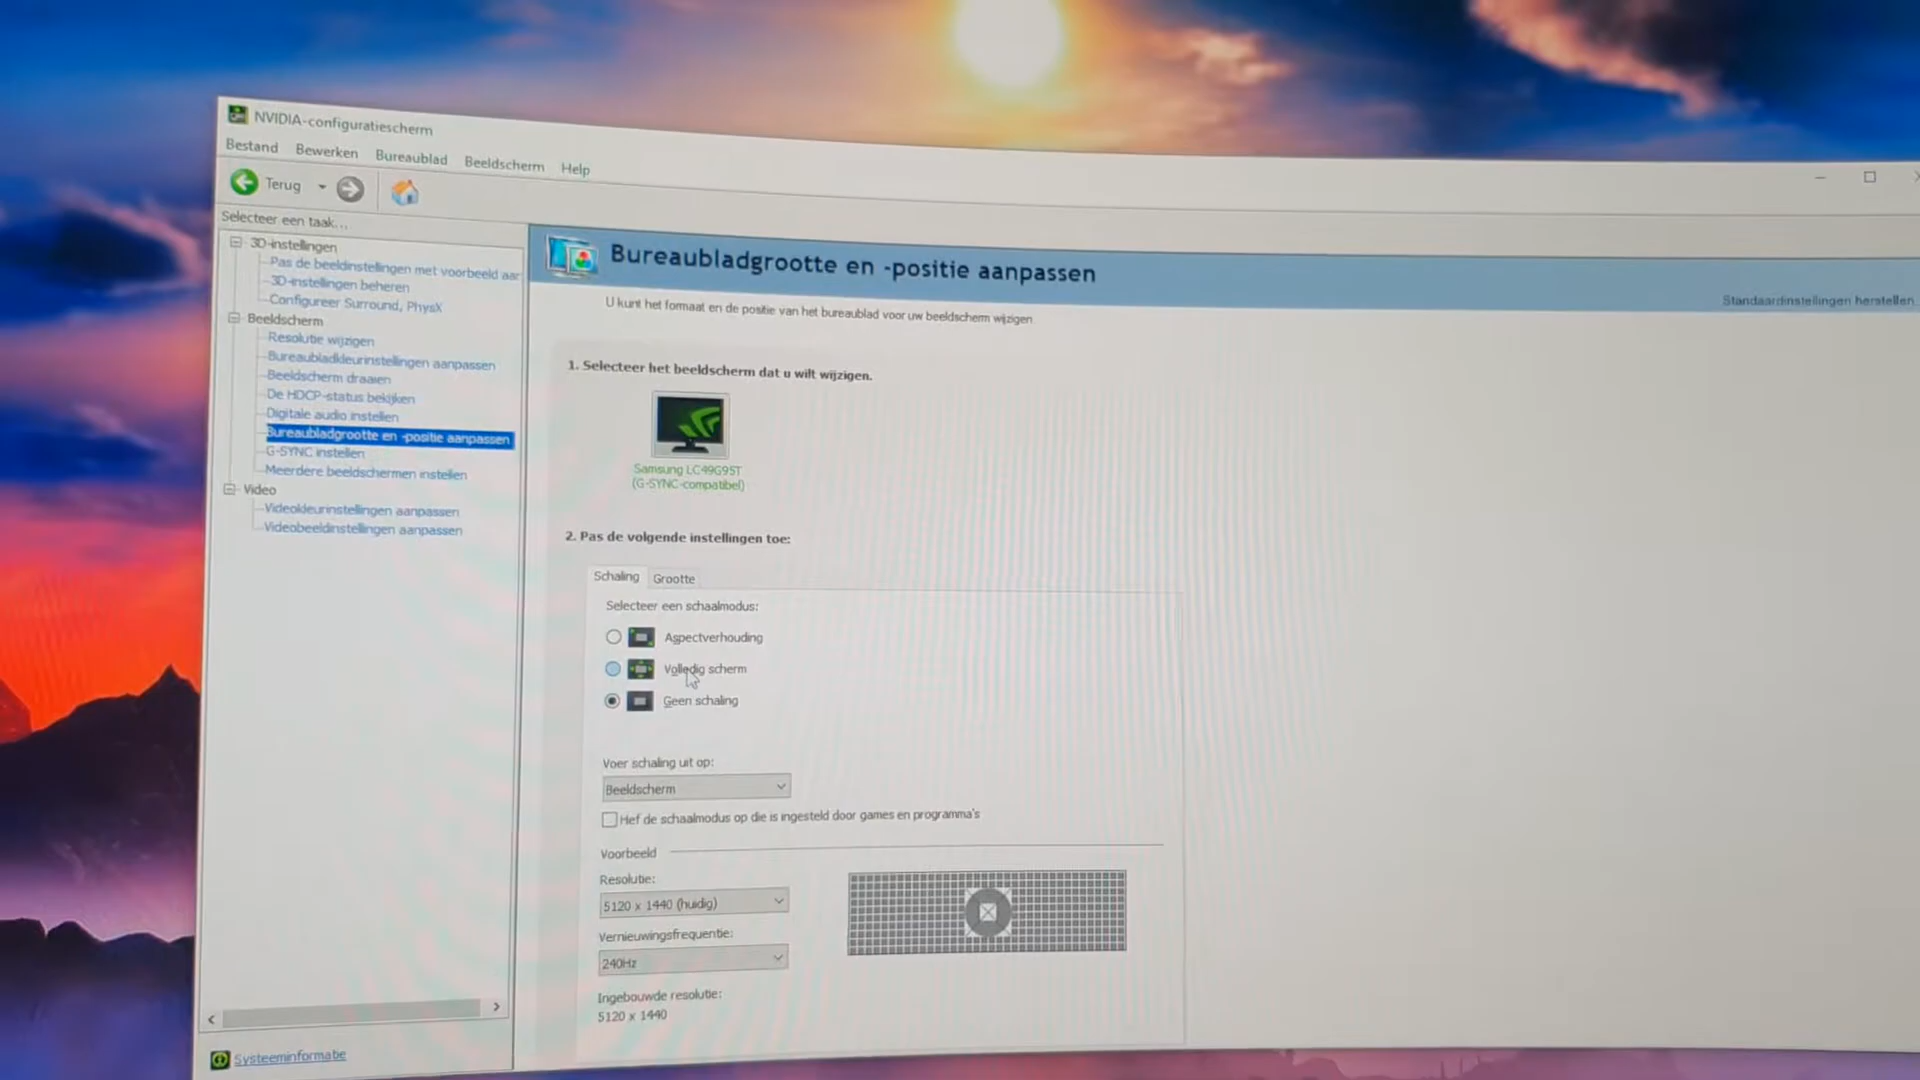 NVIDIA-configuratiescherm
Bestand Bewerken Bureaublad Beeldscherm Help
Terug
Selecteer een taak...
3D-instellingen
Pas de beeldinstellingen met voorbeeld aar
3D-instellingen beheren
Configureer Surround, PhysX
Beeldscherm
Resolutie wijzigen
Bureaubladkleurinstellingen aanpassen
Beeldscherm draaien
De HDCP-status bekijken
Digitale audio instellen
Bureaubladgrootte en -positie aanpassen
G-SYNC instellen
Meerdere beeldschermen instellen
Video
Videokleurinstellingen aanpassen
Videobeeldinstellingen aanpassen
Systeeminformatie
Bureaubladgrootte en -positie aanpassen
Standaardinstellingen herstellen
U kunt het formaat en de positie van het bureaublad voor uw beeldscherm wijzigen.
1. Selecteer het beeldscherm dat u wilt wijzigen.
Samsung LC49G95T
(G-SYNC-compatibel)
2. Pas de volgende instellingen toe:
Schaling Grootte
Selecteer een schaalmodus:
Aspectverhouding
Volledig scherm
Geen schaling
Voer schaling uit op:
Beeldscherm
Hef de schaalmodus op die is ingesteld door games en programma's
Voorbeeld
Resolutie:
5120 x 1440 (huidig)
Vernieuwingsfrequentie:
240Hz
Ingebouwde resolutie:
5120 x 1440